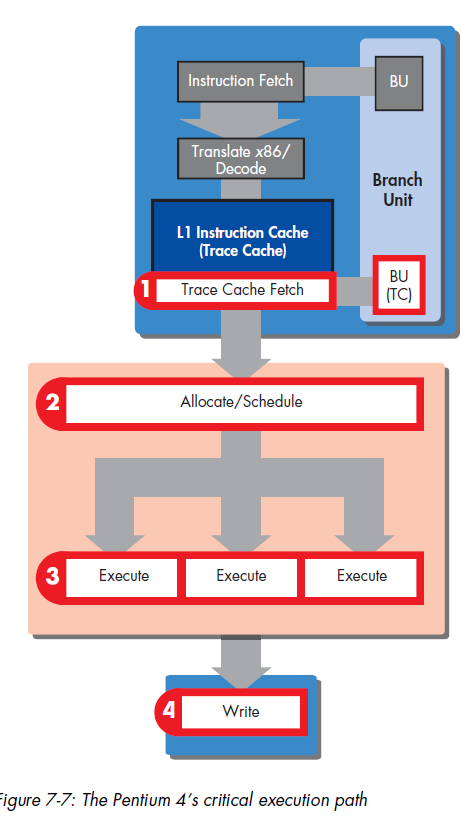 Instruction Fetch
BU
Translate x86/
Decode
Branch
Unit
L1 Instruction Cache
(Trace Cache)
1
Trace Cache Fetch
BU
(TC)
2
Allocate/Schedule
3
Execute
Execute
Execute
4
Write
Figure 7-7: The Pentium 4's critical execution path